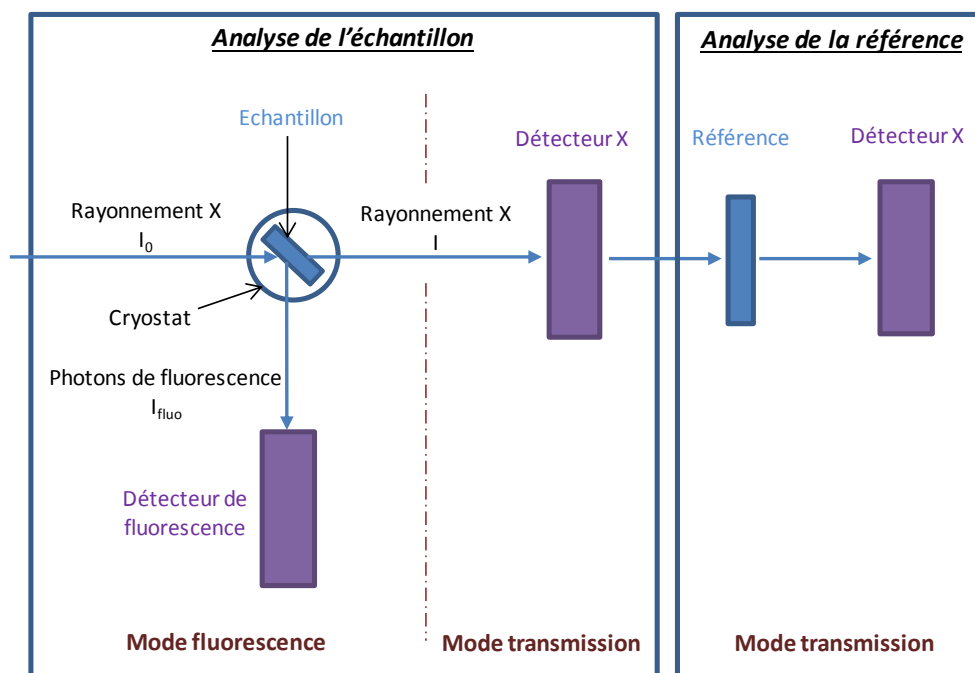 Analyse de l'échantillon
Analyse de la référence
Echantillon
Détecteur X
Référence
Détecteur X
Rayonnement X
I0
Rayonnement X
I
Cryostat
Photons de fluorescence
Ifluo
Détecteur de
fluorescence
Mode fluorescence
Mode transmission
Mode transmission